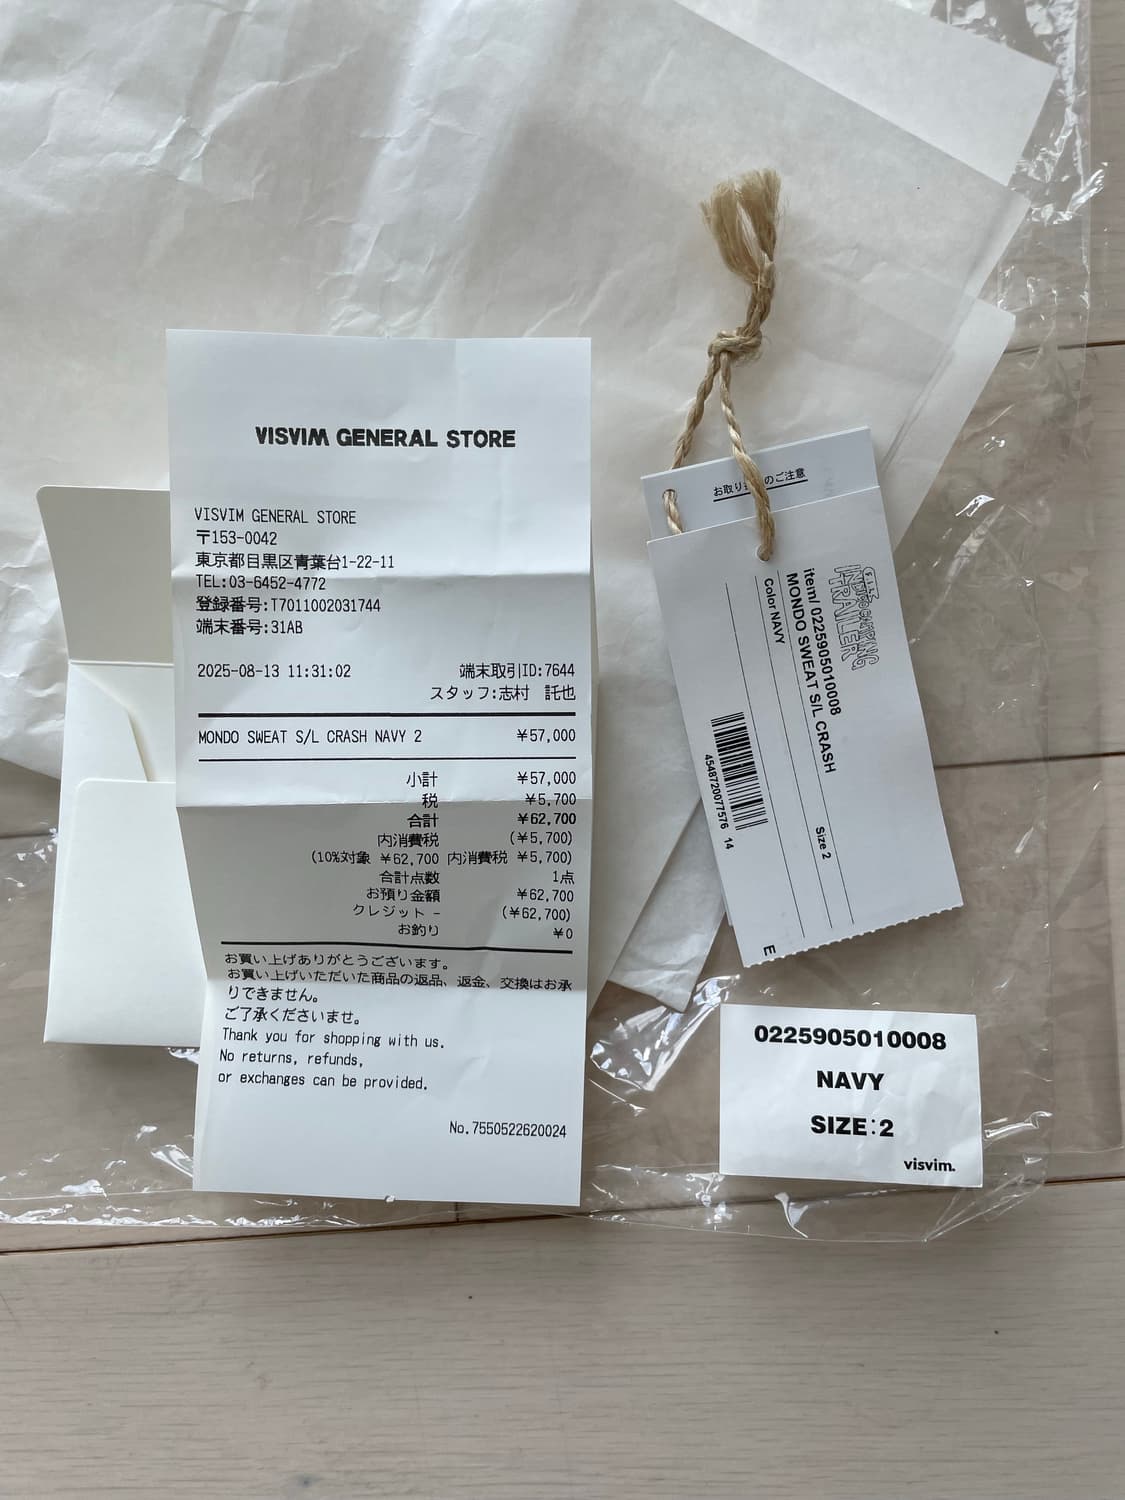 VISVIM GENERAL STORE
VISVIM GENERAL STORE
〒153-0042
東京都目黒区青葉台1-22-11
TEL:03-6452-4772
登録番号:T7011002031744
端末番号:31AB
2025-08-13 11:31:02 端末取引ID:7644
スタッフ:志村 託也
MONDO SWEAT S/L CRASH NAVY 2 ¥57,000
小計 ¥57,000
税 ¥5,700
合計 ¥62,700
内消費税 (¥5,700)
(10%対象 ¥62,700 内消費税 ¥5,700)
合計点数 1点
お預り金額 ¥62,700
クレジット - (¥62,700)
お釣り ¥0
お買い上げありがとうございます。
お買い上げいただいた商品の返品、返金、交換はお承
りできません。
ご了承くださいませ。
Thank you for shopping with us.
No returns, refunds,
or exchanges can be provided.
No.7550522620024
お取り のご注意
F.I.L.
INDIGO CAMPING
TRAILER
item/ 0225905010008
MONDO SWEAT S/L CRASH
Color NAVY
Size 2
4548720077576 14
E
0225905010008
NAVY
SIZE:2
visvim.